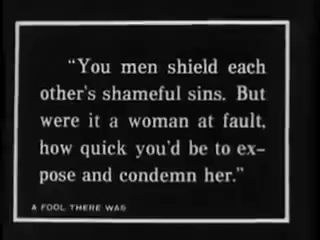 "You men shield each
other's shameful sins. But
were it a woman at fault,
how quick you'd be to ex-
pose and condemn her."
A FOOL THERE WAS